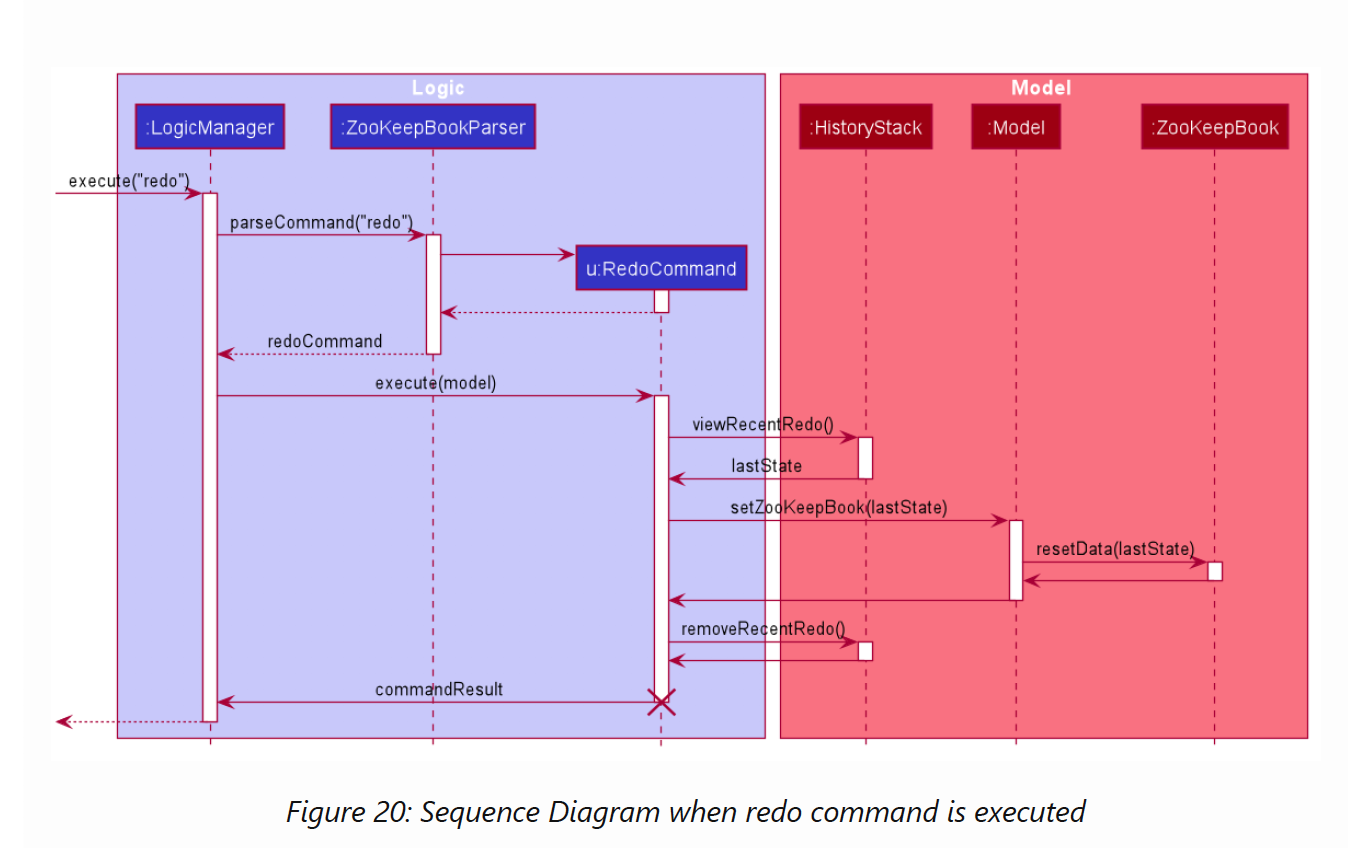 Logic
Model
:LogicManager
:ZooKeepBookParser
:HistoryStack
:Model
:ZooKeepBook
execute("redo")
parseCommand("redo")
u:RedoCommand
redoCommand
execute(model)
viewRecentRedo()
lastState
setZooKeepBook(lastState)
resetData(lastState)
removeRecentRedo()
commandResult
Figure 20: Sequence Diagram when redo command is executed